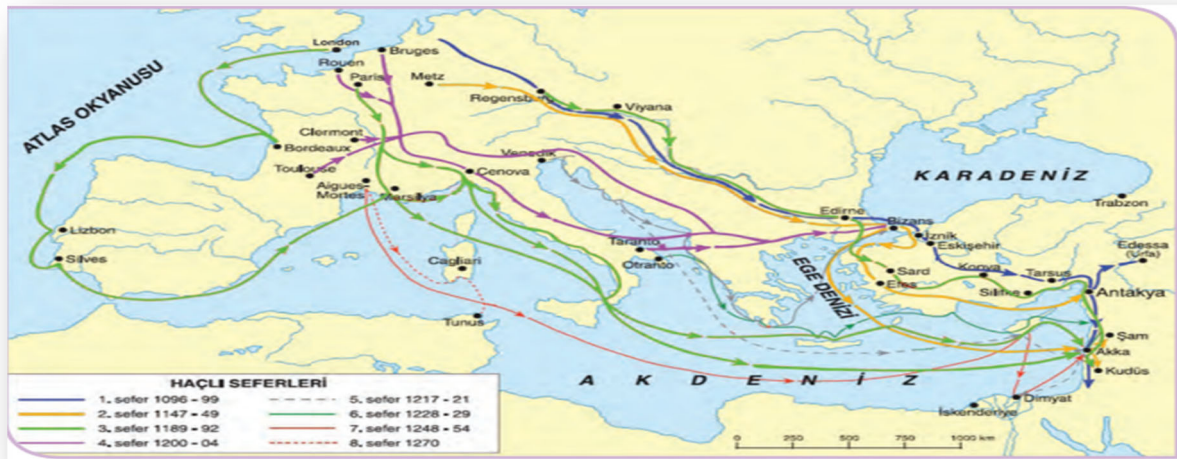 London
Bruges
Rouen
Paris
Metz
Regensburg
Viyana
ATLAS OKYANUSU
Clermont
Bordeaux
Toulouse
Venedik
Cenova
Aigues
Mortes
Marsilya
KARADENİZ
Trabzon
Edirne
Bizans
İznik
Eskişehir
Lizbon
Silves
Cagliari
Taranto
Otranto
EGE DENİZİ
Sard
Efes
Konya
Tarsus
Silifke
Edessa
(Urfa)
Antakya
Tunus
Şam
Akka
Kudüs
AKDENİZ
Dimyat
İskenderiye
HAÇLI SEFERLERİ
1. sefer 1096 - 99
2. sefer 1147 - 49
3. sefer 1189 - 92
4. sefer 1200 - 04
5. sefer 1217 - 21
6. sefer 1228 - 29
7. sefer 1248 - 54
8. sefer 1270
0 250 500 750 1000 km